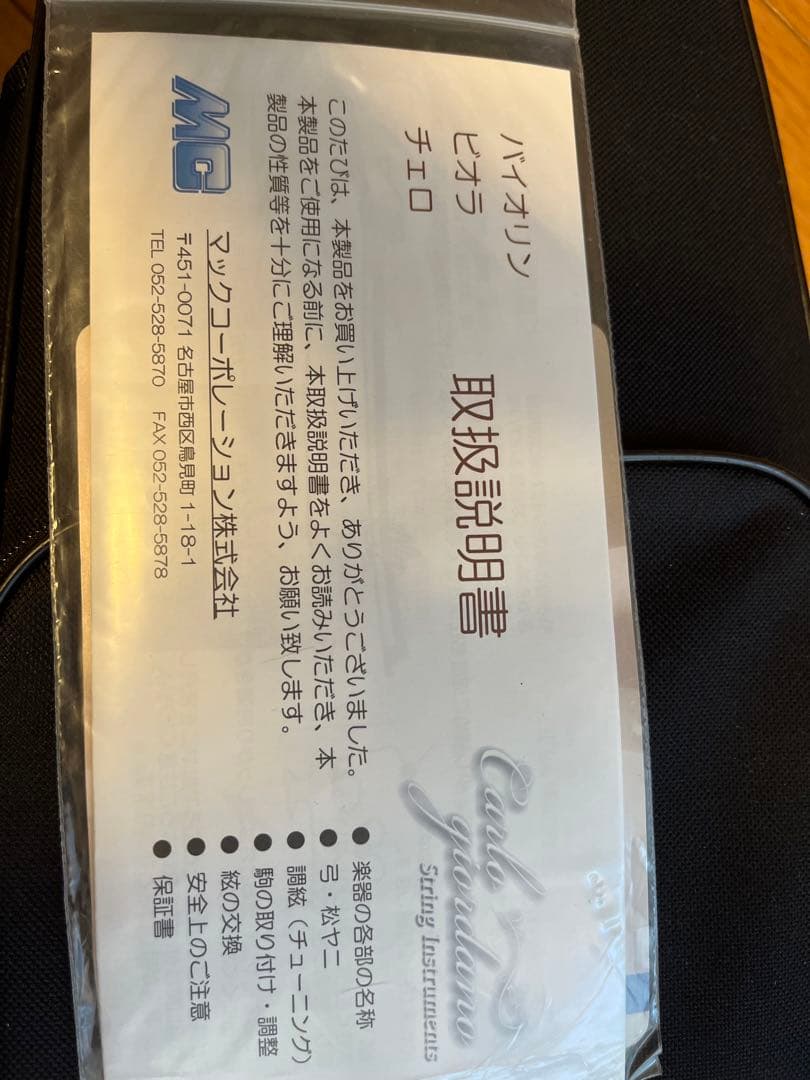 バイオリン
ビオラ
チェロ
取扱説明書
Carlo
giordano
String Instruments
このたびは、本製品をお買い上げいただき、ありがとうございました。
本製品をご使用になる前に、本取扱説明書をよくお読みいただき、本
製品の性質等を十分にご理解いただきますよう、お願い致します。
● 楽器の各部の名称
● 弓・松ヤニ
● 調絃（チューニング）
● 駒の取り付け・調整
● 絃の交換
● 安全上のご注意
● 保証書
MC
マックコーポレーション株式会社
〒451-0071 名古屋市西区鳥見町 1-18-1
TEL 052-528-5870 FAX 052-528-5878